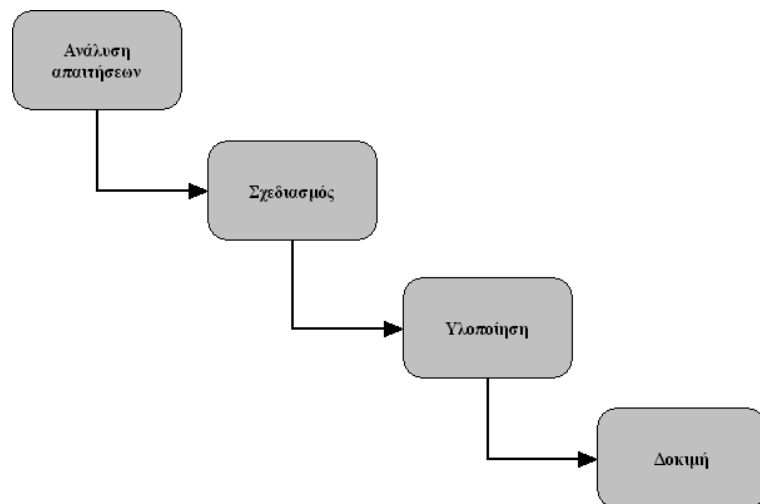 Ανάλυση
απαιτήσεων
Σχεδιασμός
Υλοποίηση
Δοκιμή